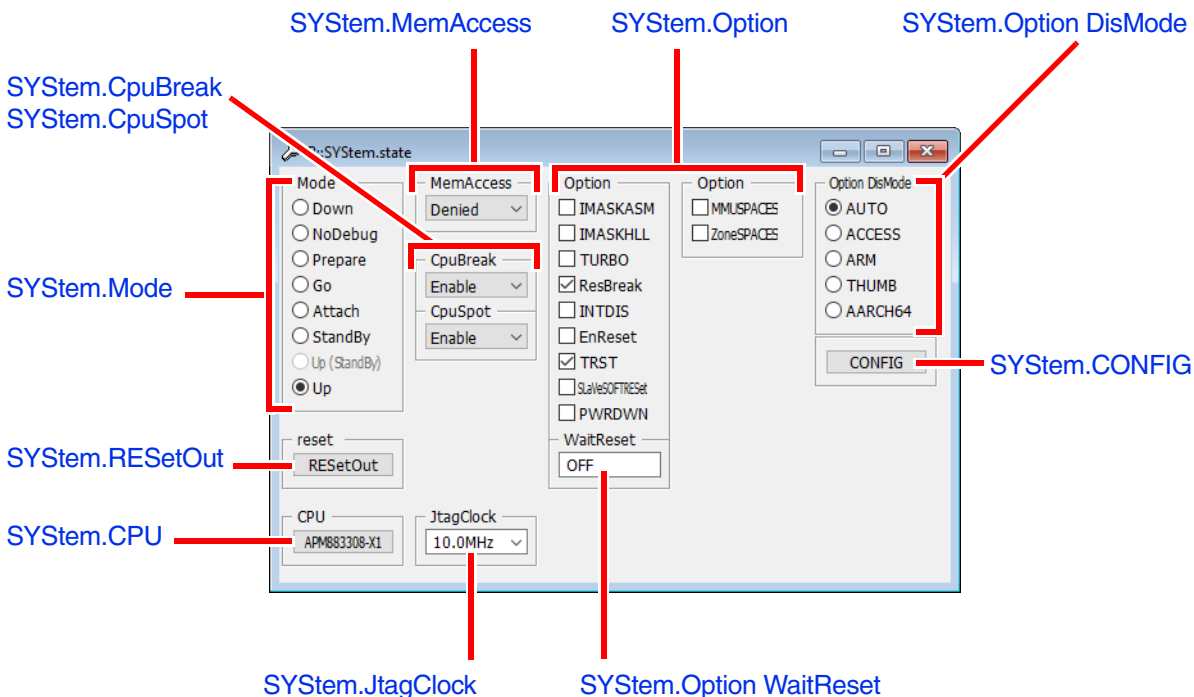 SYStem.MemAccess
SYStem.Option
SYStem.Option DisMode
SYStem.CpuBreak
SYStem.CpuSpot
SYStem.state
Mode
Down
NoDebug
Prepare
Go
Attach
StandBy
Up (StandBy)
Up
MemAccess
Denied
CpuBreak
Enable
CpuSpot
Enable
Option
IMASKASM
IMASKHLL
TURBO
ResBreak
INTDIS
EnReset
TRST
SLaVeSOFTRESet
PWRDWN
WaitReset
OFF
Option
MMUSPACES
ZoneSPACES
Option DisMode
AUTO
ACCESS
ARM
THUMB
AARCH64
CONFIG
SYStem.Mode
SYStem.CONFIG
reset
RESetOut
SYStem.RESetOut
CPU
APM883308-X1
JtagClock
10.0MHz
SYStem.CPU
SYStem.JtagClock
SYStem.Option WaitReset